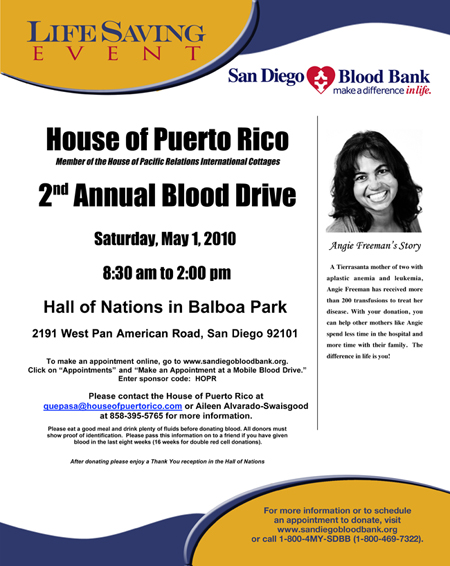 LIFE SAVING
EVENT
San Diego Blood Bank
make a difference in life.
House of Puerto Rico
Member of the House of Pacific Relations International Cottages
2nd Annual Blood Drive
Saturday, May 1, 2010
8:30 am to 2:00 pm
Hall of Nations in Balboa Park
2191 West Pan American Road, San Diego 92101
To make an appointment online, go to www.sandiegobloodbank.org.
Click on “Appointments” and “Make an Appointment at a Mobile Blood Drive.”
Enter sponsor code: HOPR
Please contact the House of Puerto Rico at
quepasa@houseofpuertorico.com or Aileen Alvarado-Swaisgood
at 858-395-5765 for more information.
Please eat a good meal and drink plenty of fluids before donating blood. All donors must
show proof of identification. Please pass this information on to a friend if you have given
blood in the last eight weeks (16 weeks for double red cell donations).
After donating please enjoy a Thank You reception in the Hall of Nations
Angie Freeman's Story
A Tierrasanta mother of two with
aplastic anemia and leukemia,
Angie Freeman has received more
than 200 transfusions to treat her
disease. With your donation, you
can help other mothers like Angie
spend less time in the hospital and
more time with their family. The
difference in life is you!
For more information or to schedule
an appointment to donate, visit
www.sandiegobloodbank.org
or call 1-800-4MY-SDBB (1-800-469-7322).